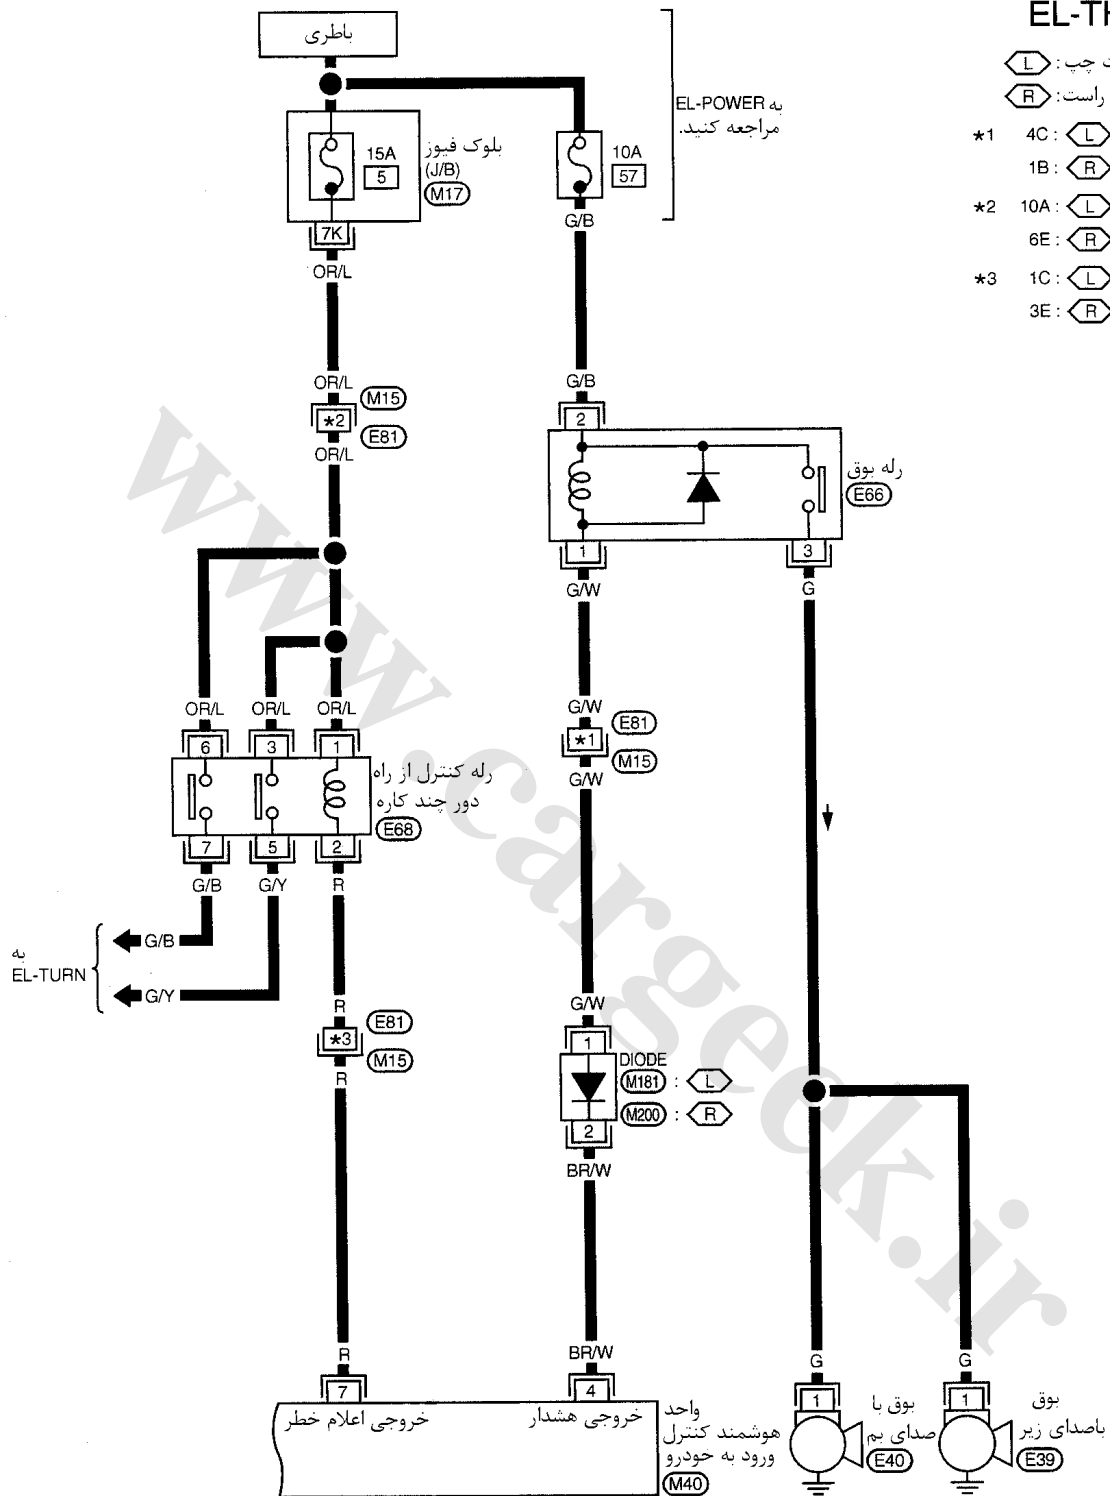 EL-TH
باطری
چپ : L
راست: R
به EL-POWER
مراجعه کنید.
*1 4C : L
1B : R
بلوک فیوز
(J/B)
M17
15A
5
10A
57
*2 10A : L
6E : R
7K
G/B
OR/L
*3 1C : L
3E : R
OR/L
M15
G/B
*2
2
E81
OR/L
رله بوق
E66
1
3
G/W
G
OR/L OR/L OR/L
G/W
E81
6 3 1
*1
M15
رله کنترل از راه
دور چند کاره
E68
G/W
7 5 2
G/B G/Y R
به
EL-TURN
G/B
G/Y
R
G/W
E81
*3
1
M15
R
DIODE
M181 : L
M200 : R
2
BR/W
R
BR/W
G
G
7
4
1
1
خروجی اعلام خطر
خروجی هشدار
واحد
هوشمند کنترل
ورود به خودرو
M40
بوق با
صدای بم
E40
بوق
باصدای زیر
E39
www.cargeek.ir